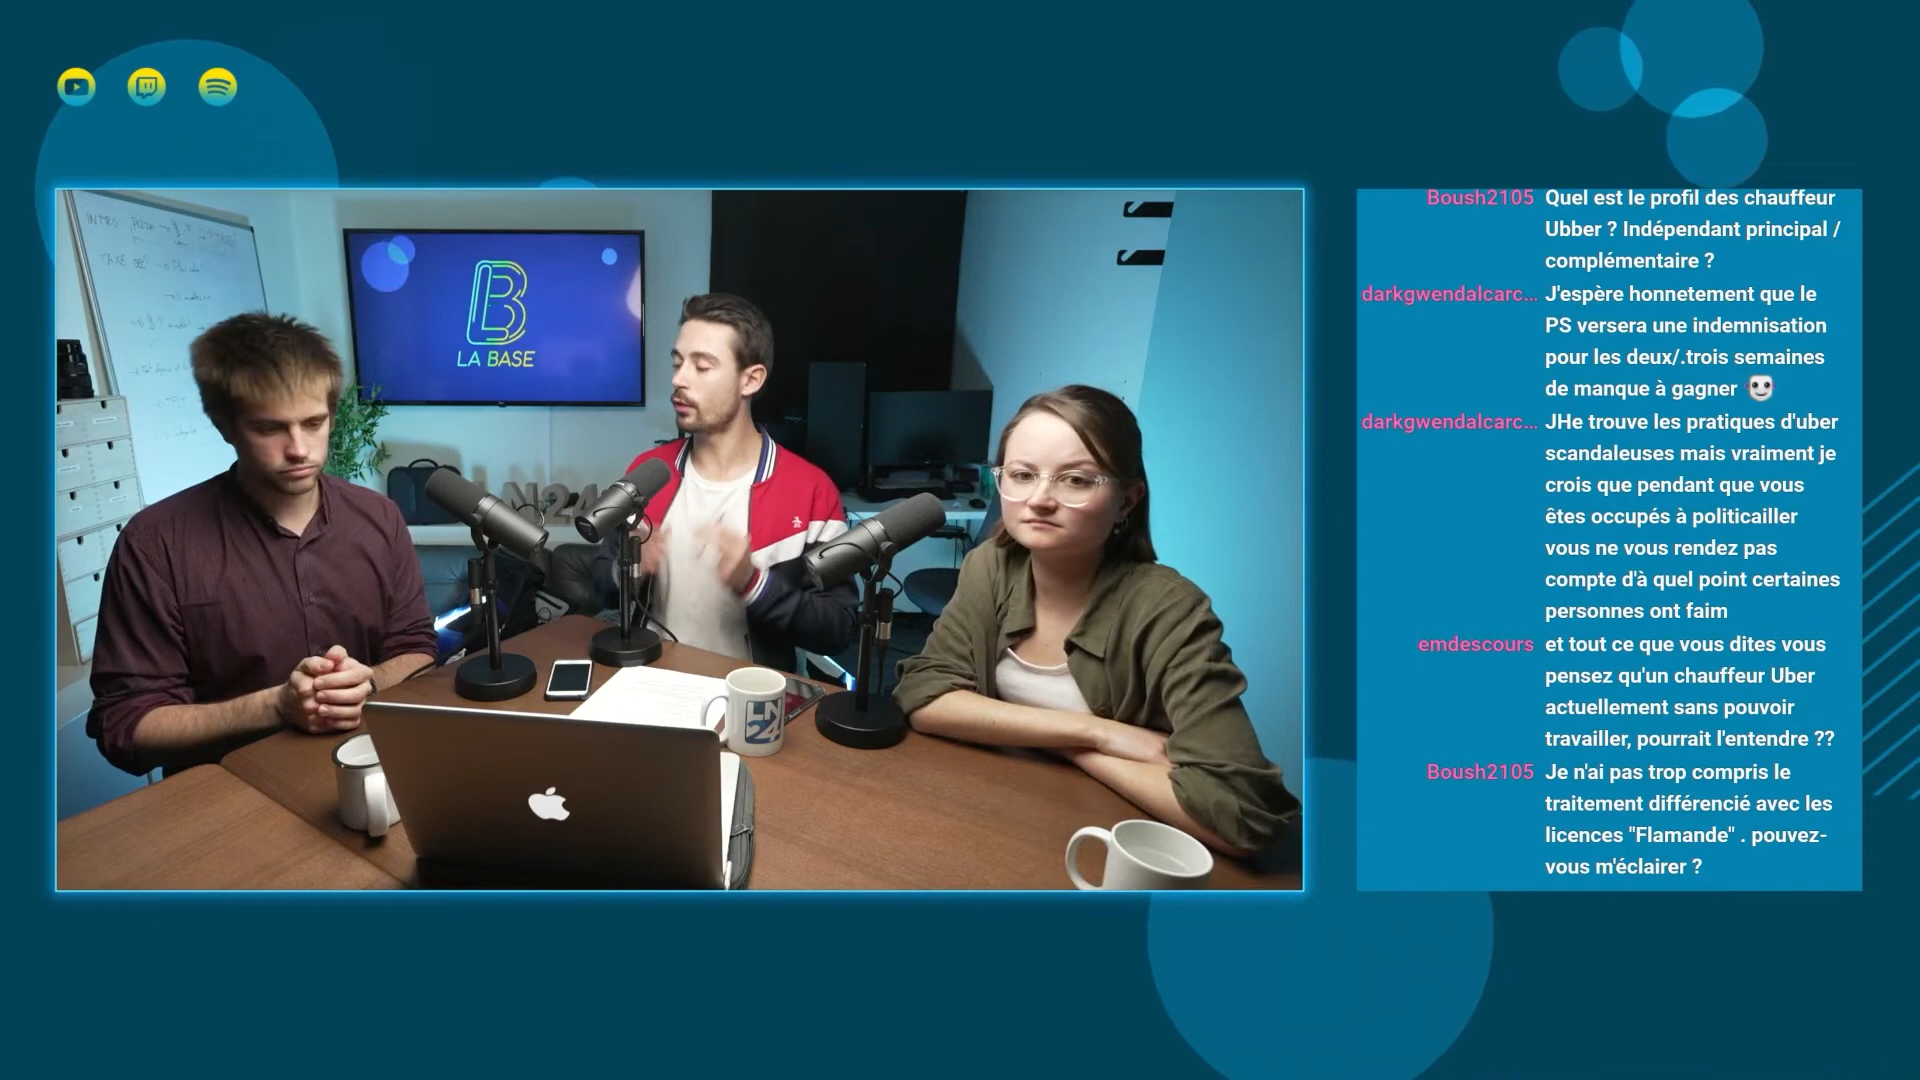 INTRO
LA BASE
LN24
LN
24
Boush2105 Quel est le profil des chauffeur
Ubber ? Indépendant principal /
complémentaire ?
darkgwendalcarc... J'espère honnetement que le
PS versera une indemnisation
pour les deux/.trois semaines
de manque à gagner
darkgwendalcarc... JHe trouve les pratiques d'uber
scandaleuses mais vraiment je
crois que pendant que vous
êtes occupés à politicailler
vous ne vous rendez pas
compte d'à quel point certaines
personnes ont faim
emdescours et tout ce que vous dites vous
pensez qu'un chauffeur Uber
actuellement sans pouvoir
travailler, pourrait l'entendre ??
Boush2105 Je n'ai pas trop compris le
traitement différencié avec les
licences "Flamande" . pouvez-
vous m'éclairer ?